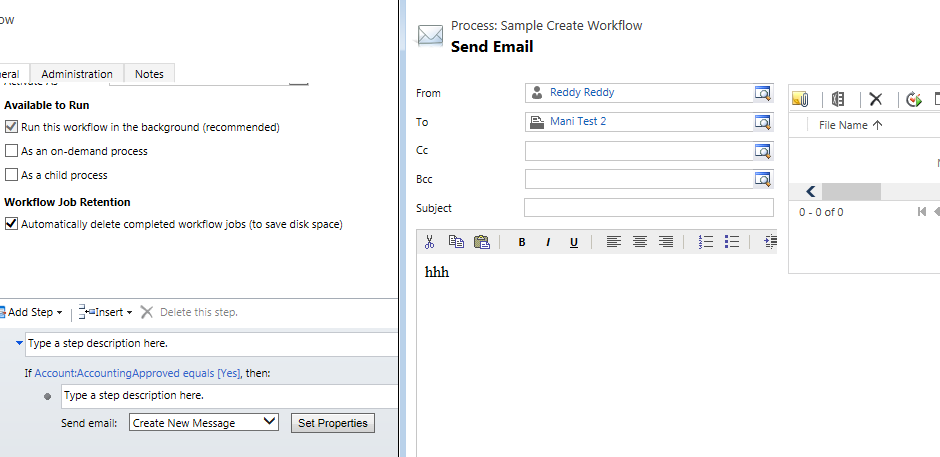 ow
eral Administration Notes
Available to Run
Run this workflow in the background (recommended)
As an on-demand process
As a child process
Workflow Job Retention
Automatically delete completed workflow jobs (to save disk space)
Add Step Insert Delete this step.
Type a step description here.
If Account:AccountingApproved equals [Yes], then:
Type a step description here.
Send email: Create New Message Set Properties
Process: Sample Create Workflow
Send Email
From Reddy Reddy
To Mani Test 2
Cc
Bcc
Subject
B I U
hhh
File Name
0 - 0 of 0